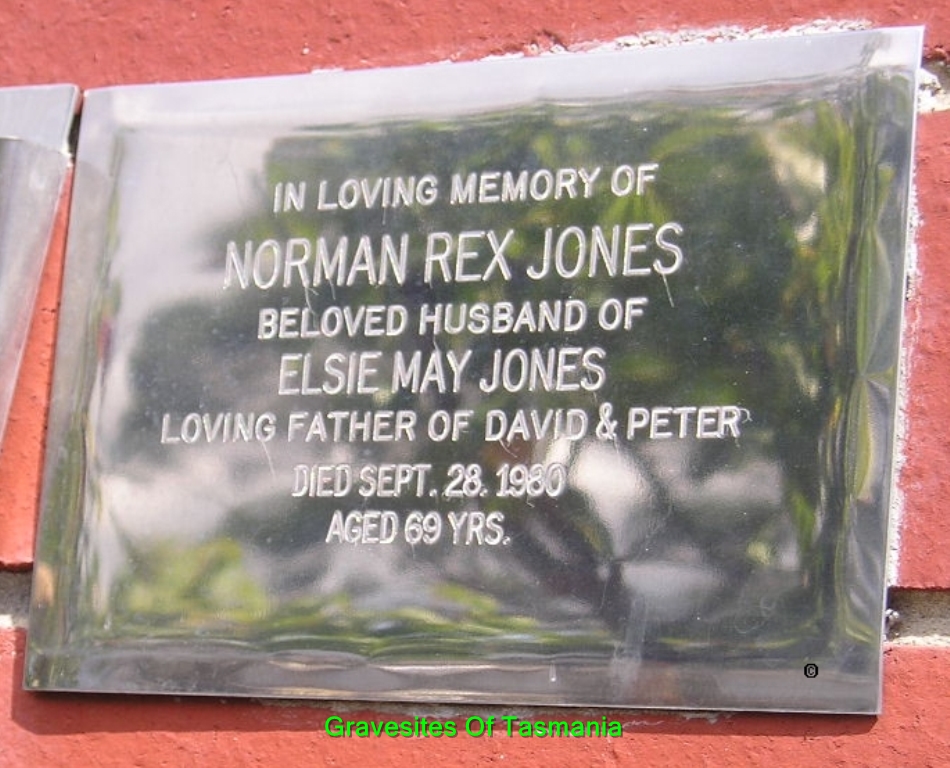 IN LOVING MEMORY OF
NORMAN REX JONES
BELOVED HUSBAND OF
ELSIE MAY JONES
LOVING FATHER OF DAVID & PETER
DIED SEPT. 28. 1980
AGED 69 YRS.
©
Gravesites Of Tasmania